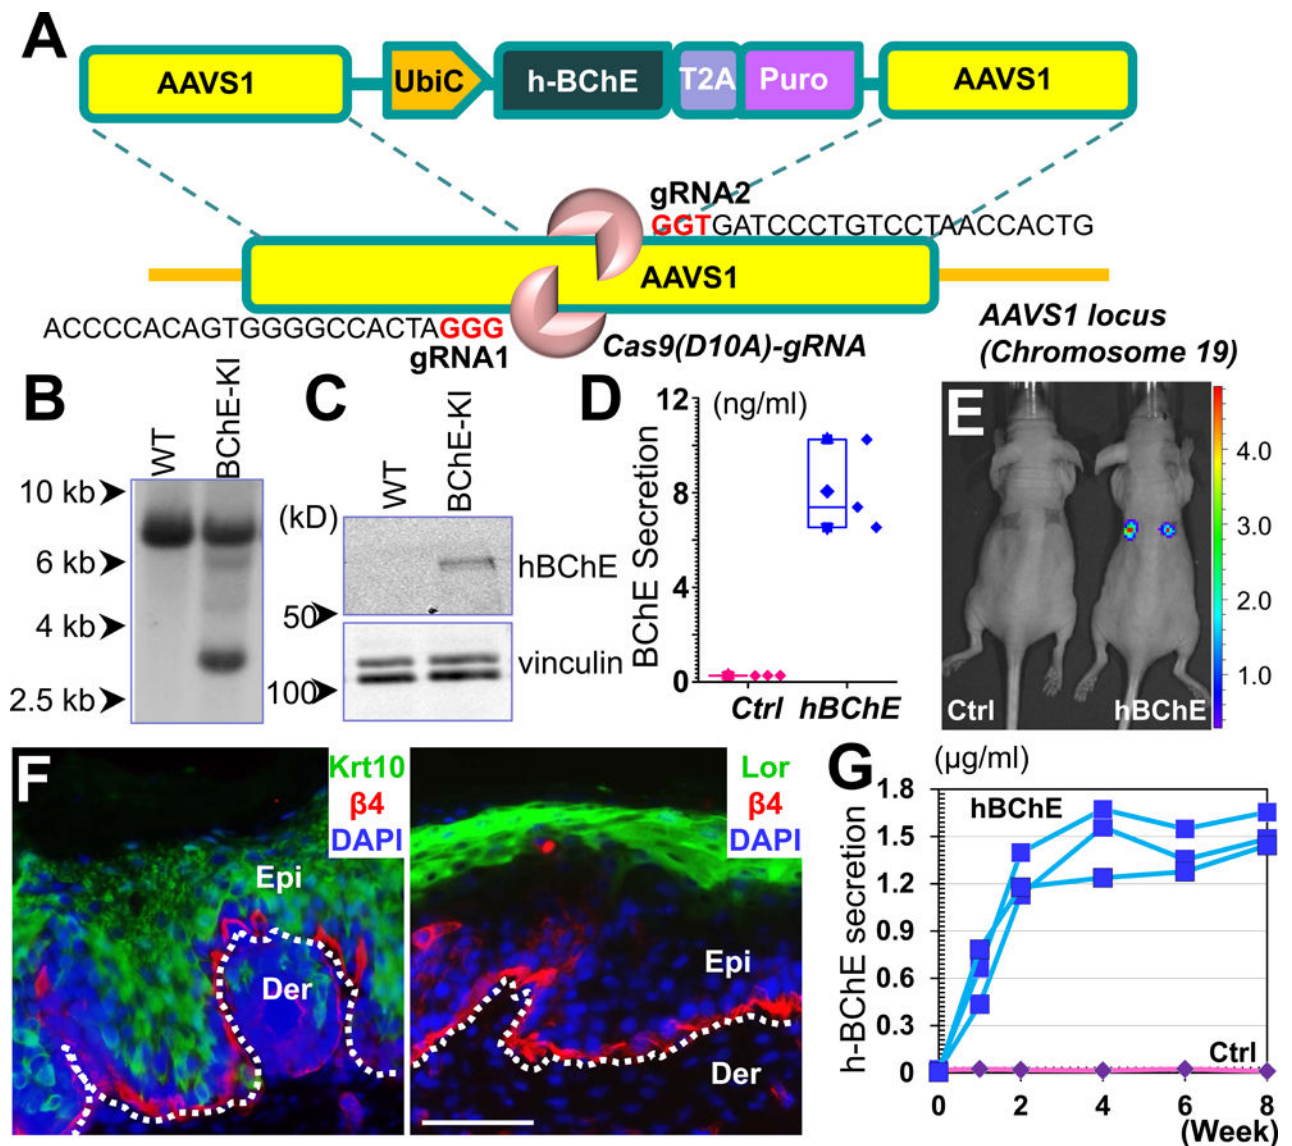 A
AAVS1 UbiC h-BChE T2A Puro AAVS1
gRNA2
GGTGATCCCTGTCCTAACCACTG
AAVS1
ACCCCACAGTGGGGCCACTAGGG
gRNA1
Cas9(D10A)-gRNA
AAVS1 locus
(Chromosome 19)
B
WT
BChE-KI
10 kb
6 kb
4 kb
2.5 kb
C
WT
BChE-KI
(kD)
hBChE
50
vinculin
100
D
(ng/ml)
BChE Secretion
12
8
4
0
Ctrl hBChE
E
4.0
3.0
2.0
1.0
Ctrl hBChE
F
Krt10
β4
DAPI
Epi
Der
Lor
β4
DAPI
Epi
Der
G
(µg/ml)
h-BChE secretion
1.8
1.5
1.2
0.9
0.6
0.3
0
hBChE
Ctrl
0 2 4 6 8
(Week)